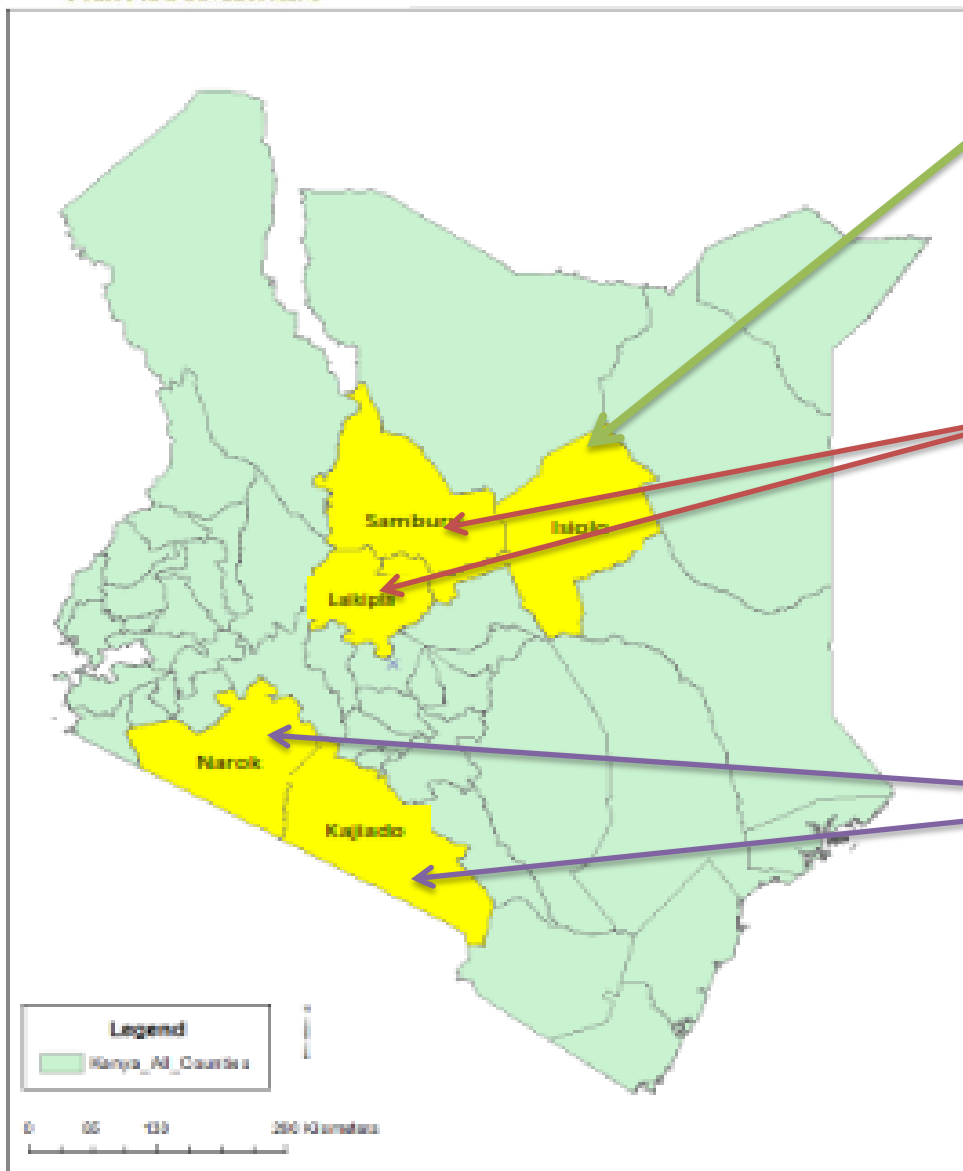 Samburu
Isiolo
Laikipia
Narok
Kajiado
Legend
Kenya_All_Counties
0 65 130 260 Kilometers